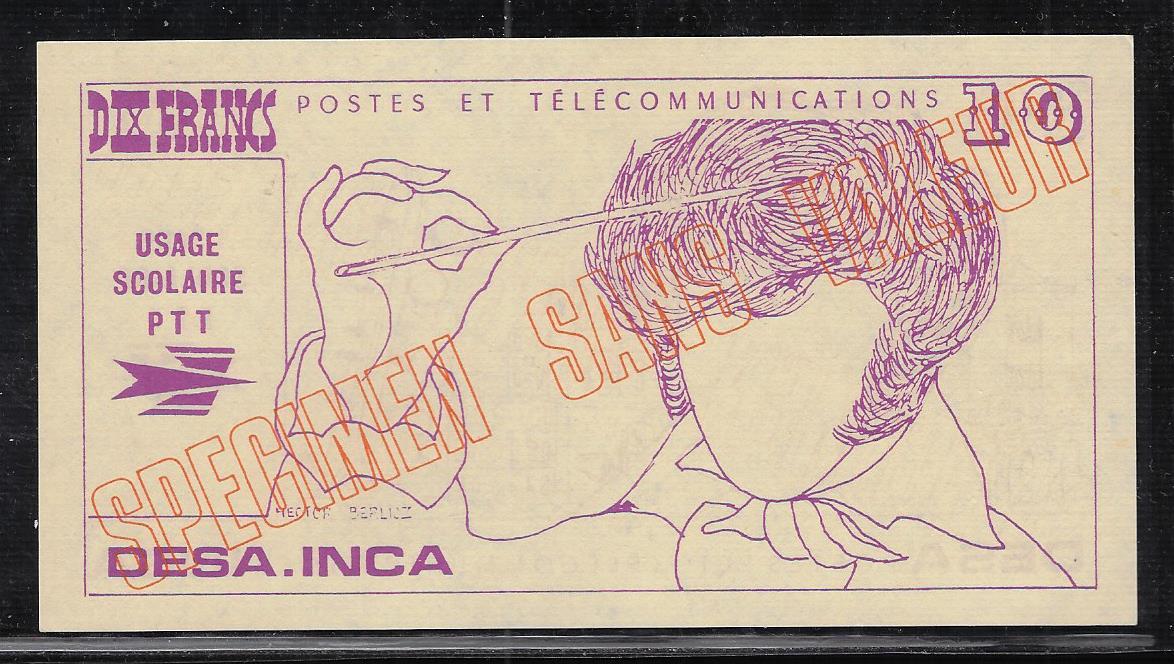 DIX FRANCS
POSTES ET TÉLÉCOMMUNICATIONS
10
USAGE
SCOLAIRE
PTT
SPECIMEN SANS VALEUR
HECTOR BERLIOZ
DESA.INCA